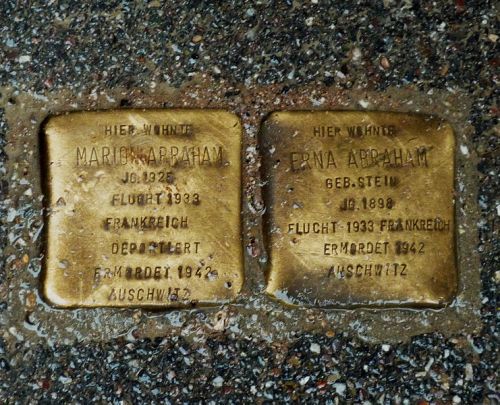 HIER WOHNTE
MARION ABRAHAM
JG. 1926
FLUCHT 1933
FRANKREICH
DEPORTIERT
ERMORDET 1942
AUSCHWITZ
HIER WOHNTE
ERNA ABRAHAM
GEB. STEIN
JG. 1898
FLUCHT 1933 FRANKREICH
ERMORDET 1942
AUSCHWITZ